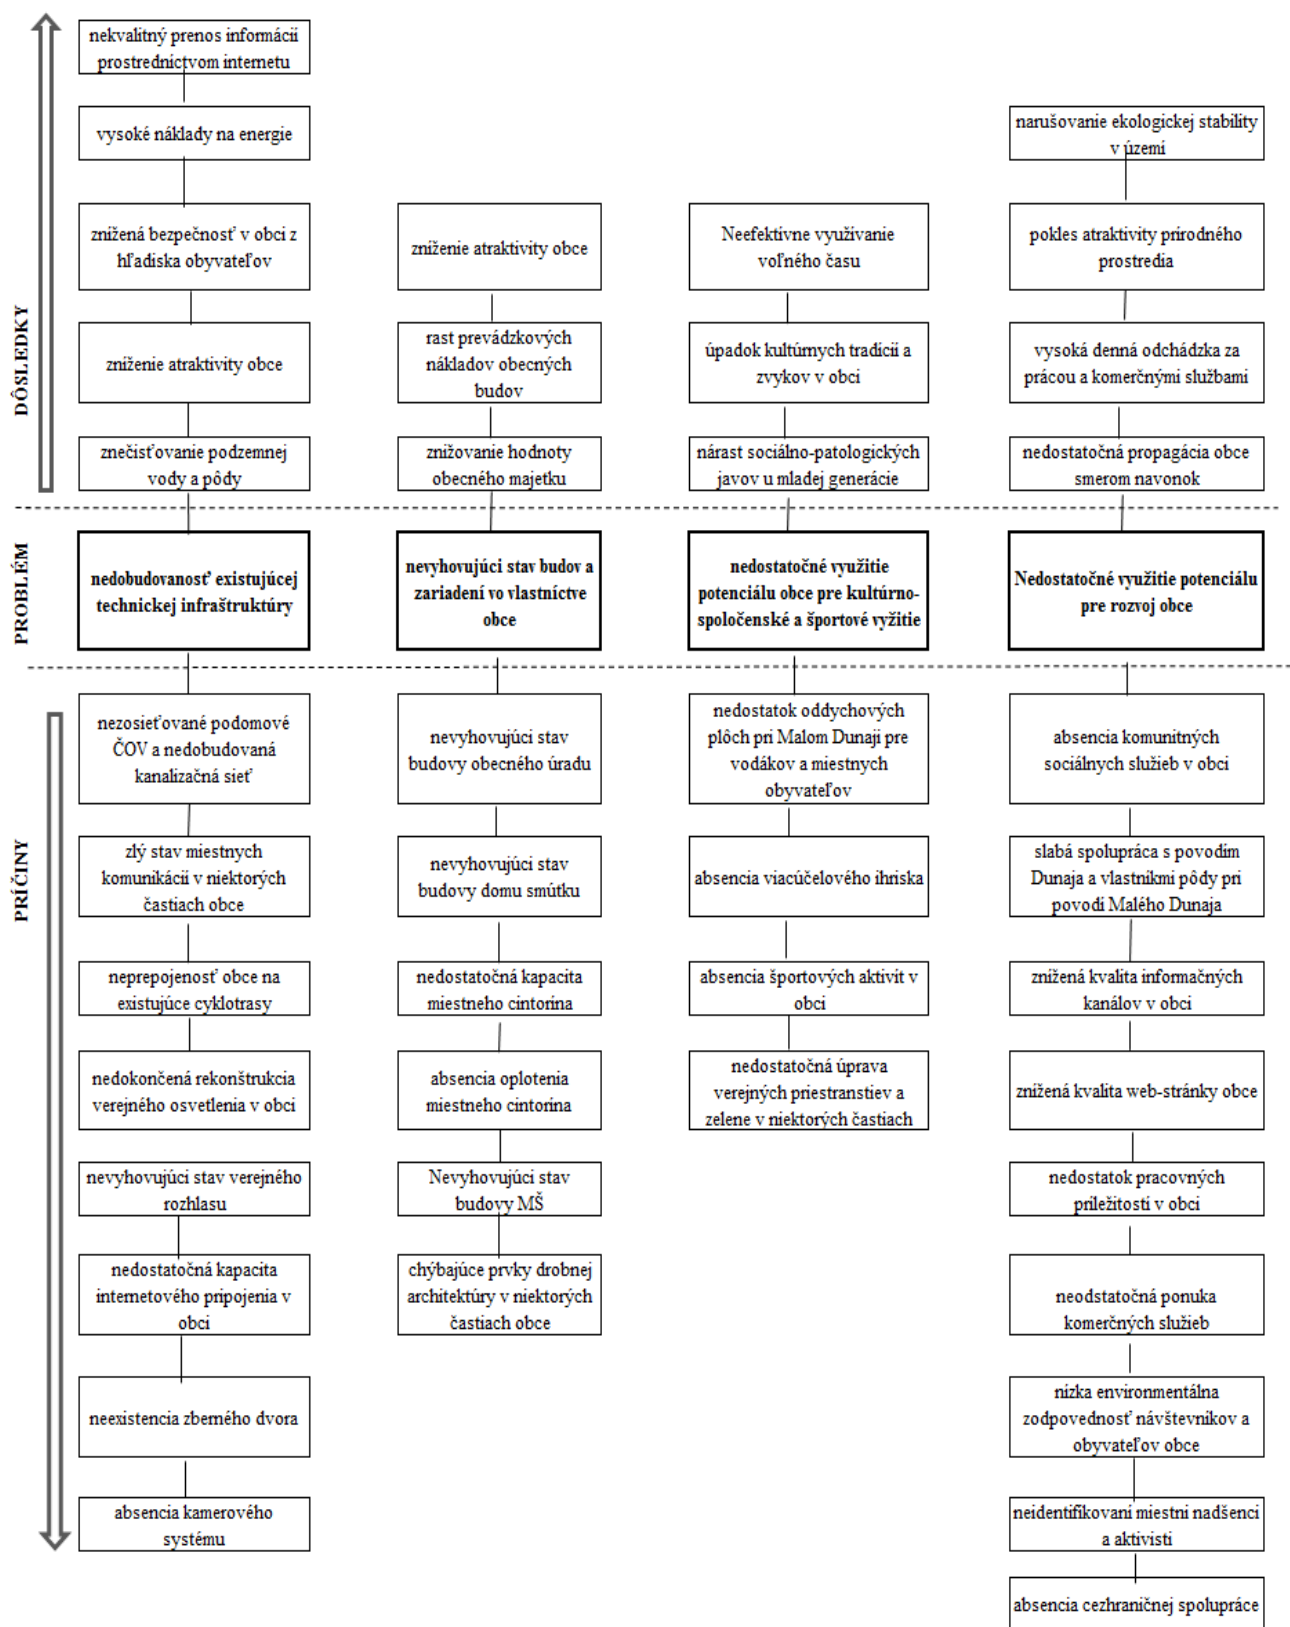 nekvalitný prenos informácií
prostredníctvom internetu
vysoké náklady na energie
narušovanie ekologickej stability
v území
znížená bezpečnosť v obci z
hľadiska obyvateľov
zníženie atraktivity obce
Neefektívne využívanie
voľného času
pokles atraktivity prírodného
prostredia
DÔSLEDKY
zníženie atraktivity obce
rast prevádzkových
nákladov obecných
budov
úpadok kultúrnych tradícií a
zvykov v obci
vysoká denná odchádzka za
prácou a komerčnými službami
znečisťovanie podzemnej
vody a pôdy
znižovanie hodnoty
obecného majetku
nárast sociálno-patologických
javov u mladej generácie
nedostatočná propagácia obce
smerom navonok
PROBLÉM
nedobudovanosť existujúcej
technickej infraštruktúry
nevyhovujúci stav budov a
zariadení vo vlastníctve
obce
nedostatočné využitie
potenciálu obce pre kultúrno-
spoločenské a športové vyžitie
Nedostatočné využitie potenciálu
pre rozvoj obce
PRÍČINY
nezosieťované podomové
ČOV a nedobudovaná
kanalizačná sieť
nevyhovujúci stav
budovy obecného úradu
nedostatok oddychových
plôch pri Malom Dunaji pre
vodákov a miestnych
obyvateľov
absencia komunitných
sociálnych služieb v obci
zlý stav miestnych
komunikácií v niektorých
častiach obce
nevyhovujúci stav
budovy domu smútku
absencia viacúčelového ihriska
slabá spolupráca s povodím
Dunaja a vlastníkmi pôdy pri
povodí Malého Dunaja
neprepojenosť obce na
existujúce cyklotrasy
nedostatočná kapacita
miestneho cintorína
absencia športových aktivít v
obci
znížená kvalita informačných
kanálov v obci
nedokončená rekonštrukcia
verejného osvetlenia v obci
absencia oplotenia
miestneho cintorína
nedostatočná úprava
verejných priestranstiev a
zelene v niektorých častiach
znížená kvalita web-stránky obce
nevyhovujúci stav verejného
rozhlasu
Nevyhovujúci stav
budovy MŠ
nedostatok pracovných
príležitostí v obci
nedostatočná kapacita
internetového pripojenia v
obci
chýbajúce prvky drobnej
architektúry v niektorých
častiach obce
neodstatočná ponuka
komerčných služieb
neexistencia zberného dvora
nízka environmentálna
zodpovednosť návštevníkov a
obyvateľov obce
absencia kamerového
systému
neidentifikovaní miestni nadšenci
a aktivisti
absencia cezhraničnej spolupráce